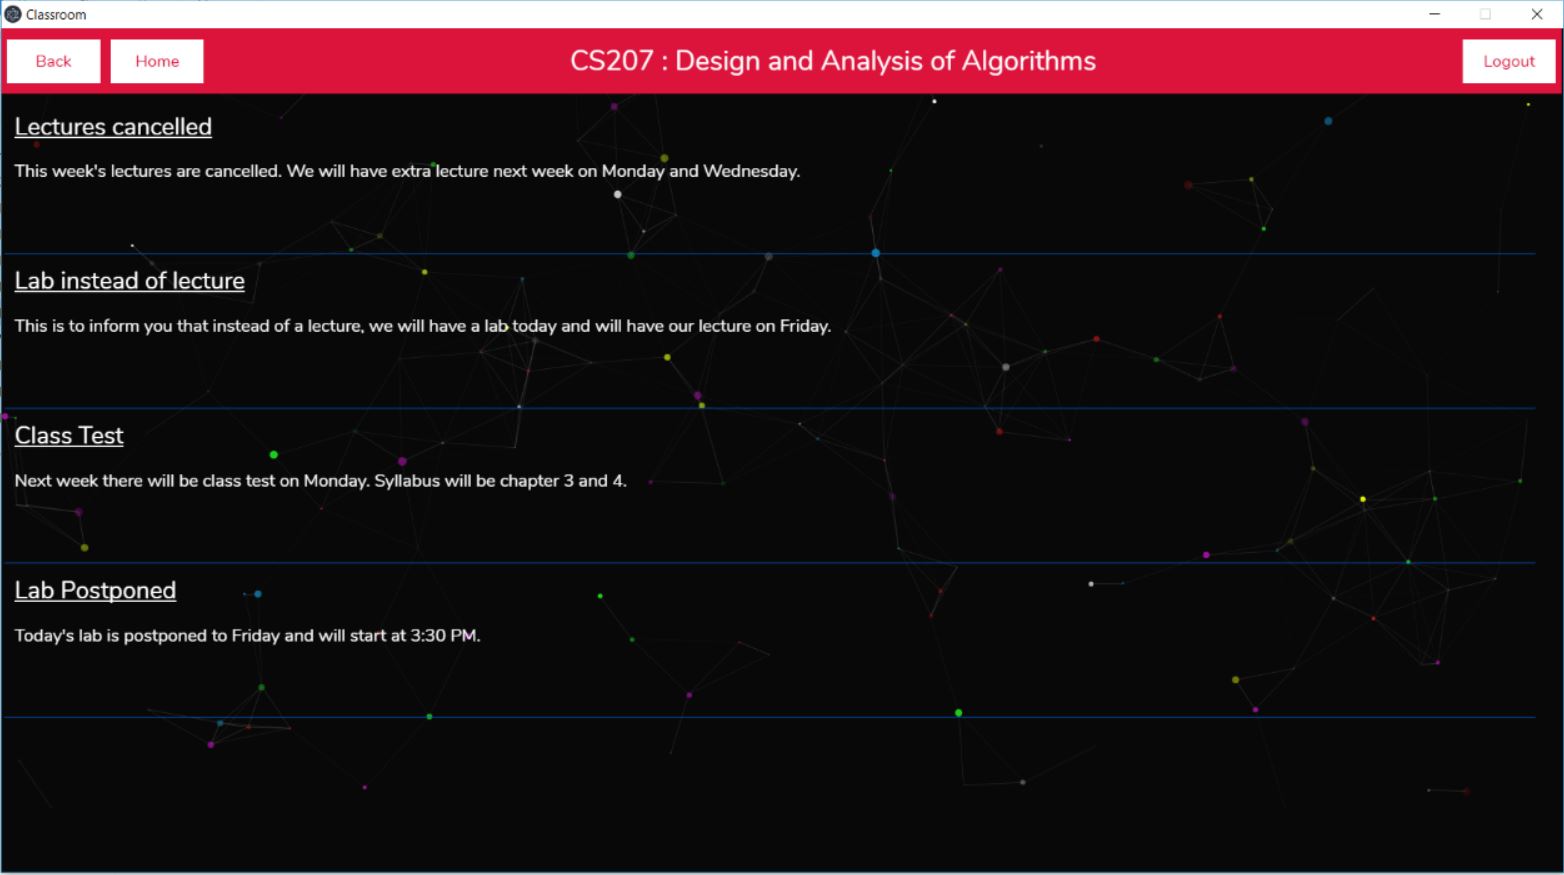 Classroom
Back Home CS207 : Design and Analysis of Algorithms Logout
Lectures cancelled
This week's lectures are cancelled. We will have extra lecture next week on Monday and Wednesday.
Lab instead of lecture
This is to inform you that instead of a lecture, we will have a lab today and will have our lecture on Friday.
Class Test
Next week there will be class test on Monday. Syllabus will be chapter 3 and 4.
Lab Postponed
Today's lab is postponed to Friday and will start at 3:30 PM.